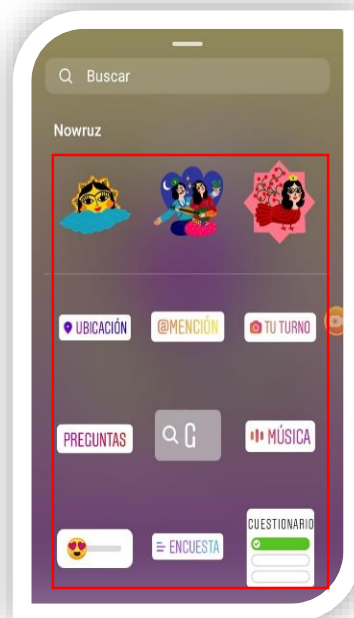 Buscar
Nowruz
UBICACIÓN
@MENCIÓN
TU TURNO
PREGUNTAS
G
MÚSICA
ENCUESTA
CUESTIONARIO